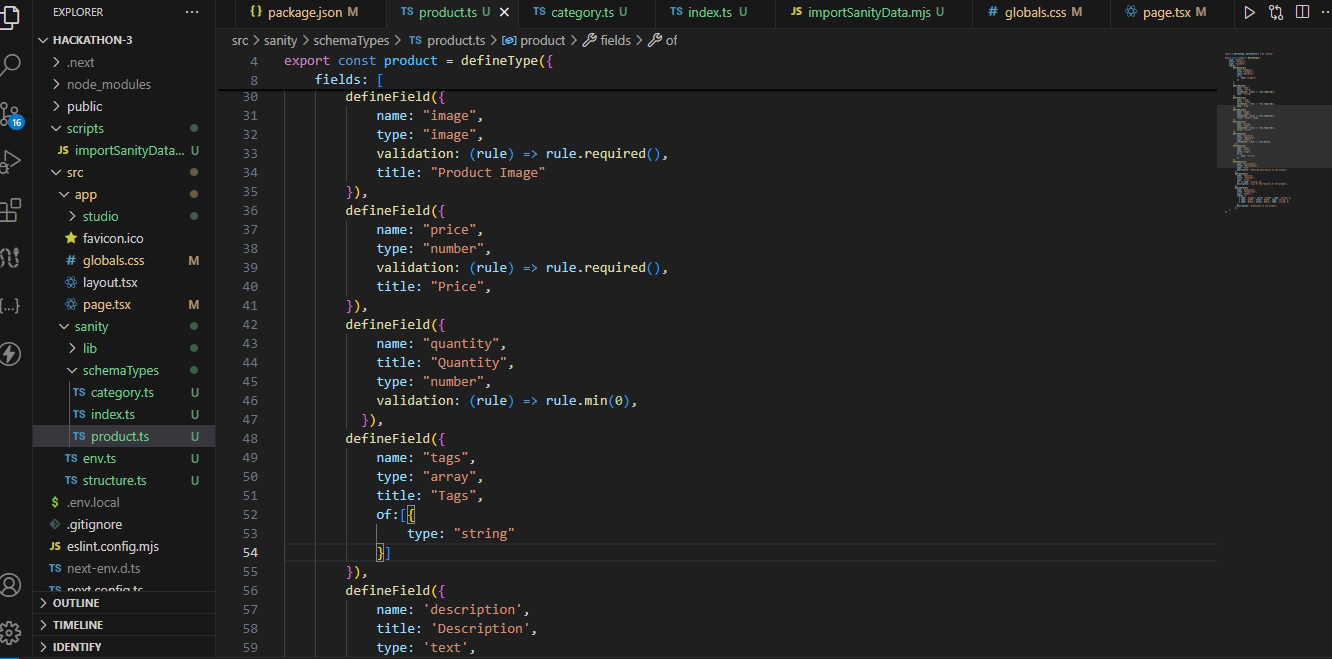 EXPLORER ···
HACKATHON-3
.next
node_modules
public
scripts
JS importSanityData... U
src
app
studio
favicon.ico
# globals.css M
layout.tsx
page.tsx M
sanity
lib
schemaTypes
TS category.ts U
TS index.ts U
TS product.ts U
TS env.ts U
TS structure.ts U
$ .env.local
.gitignore
JS eslint.config.mjs
TS next-env.d.ts
TS next.config.ts
OUTLINE
TIMELINE
IDENTIFY
16
{} package.json M
TS product.ts U
TS category.ts U
TS index.ts U
JS importSanityData.mjs U
# globals.css M
page.tsx M
src > sanity > schemaTypes > TS product.ts > product > fields > of
4 export const product = defineType({
8 fields: [
30 defineField({
31 name: "image",
32 type: "image",
33 validation: (rule) => rule.required(),
34 title: "Product Image"
35 }),
36 defineField({
37 name: "price",
38 type: "number",
39 validation: (rule) => rule.required(),
40 title: "Price",
41 }),
42 defineField({
43 name: "quantity",
44 title: "Quantity",
45 type: "number",
46 validation: (rule) => rule.min(0),
47 }),
48 defineField({
49 name: "tags",
50 type: "array",
51 title: "Tags",
52 of:[{
53 type: "string"
54 }]
55 }),
56 defineField({
57 name: 'description',
58 title: 'Description',
59 type: 'text',